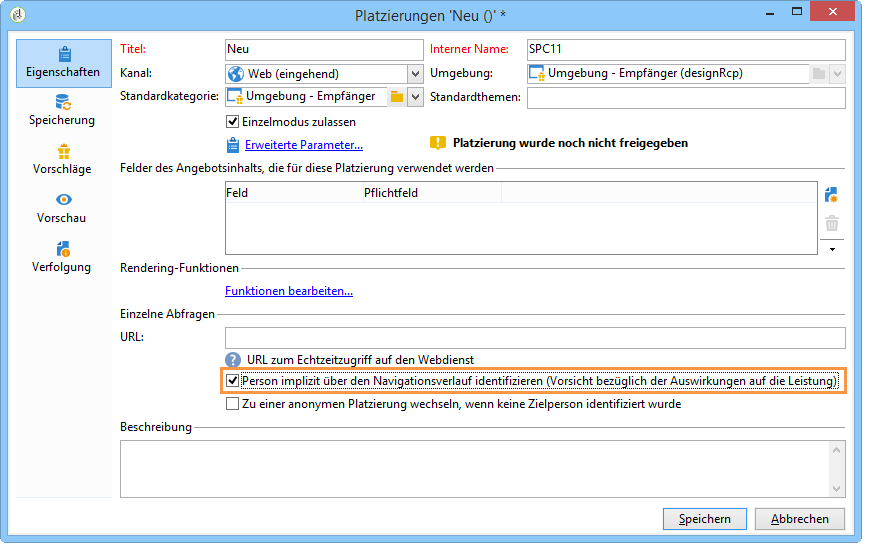 Platzierungen 'Neu ()' *
Eigenschaften
Speicherung
Vorschläge
Vorschau
Verfolgung
Titel: Neu Interner Name: SPC11
Kanal: Web (eingehend) Umgebung: Umgebung - Empfänger (designRcp)
Standardkategorie: Umgebung - Empfänger Standardthemen:
Einzelmodus zulassen
Erweiterte Parameter... Platzierung wurde noch nicht freigegeben
Felder des Angebotsinhalts, die für diese Platzierung verwendet werden
Feld Pflichtfeld
Rendering-Funktionen
Funktionen bearbeiten...
Einzelne Abfragen
URL:
URL zum Echtzeitzugriff auf den Webdienst
Person implizit über den Navigationsverlauf identifizieren (Vorsicht bezüglich der Auswirkungen auf die Leistung)
Zu einer anonymen Platzierung wechseln, wenn keine Zielperson identifiziert wurde
Beschreibung
Speichern Abbrechen